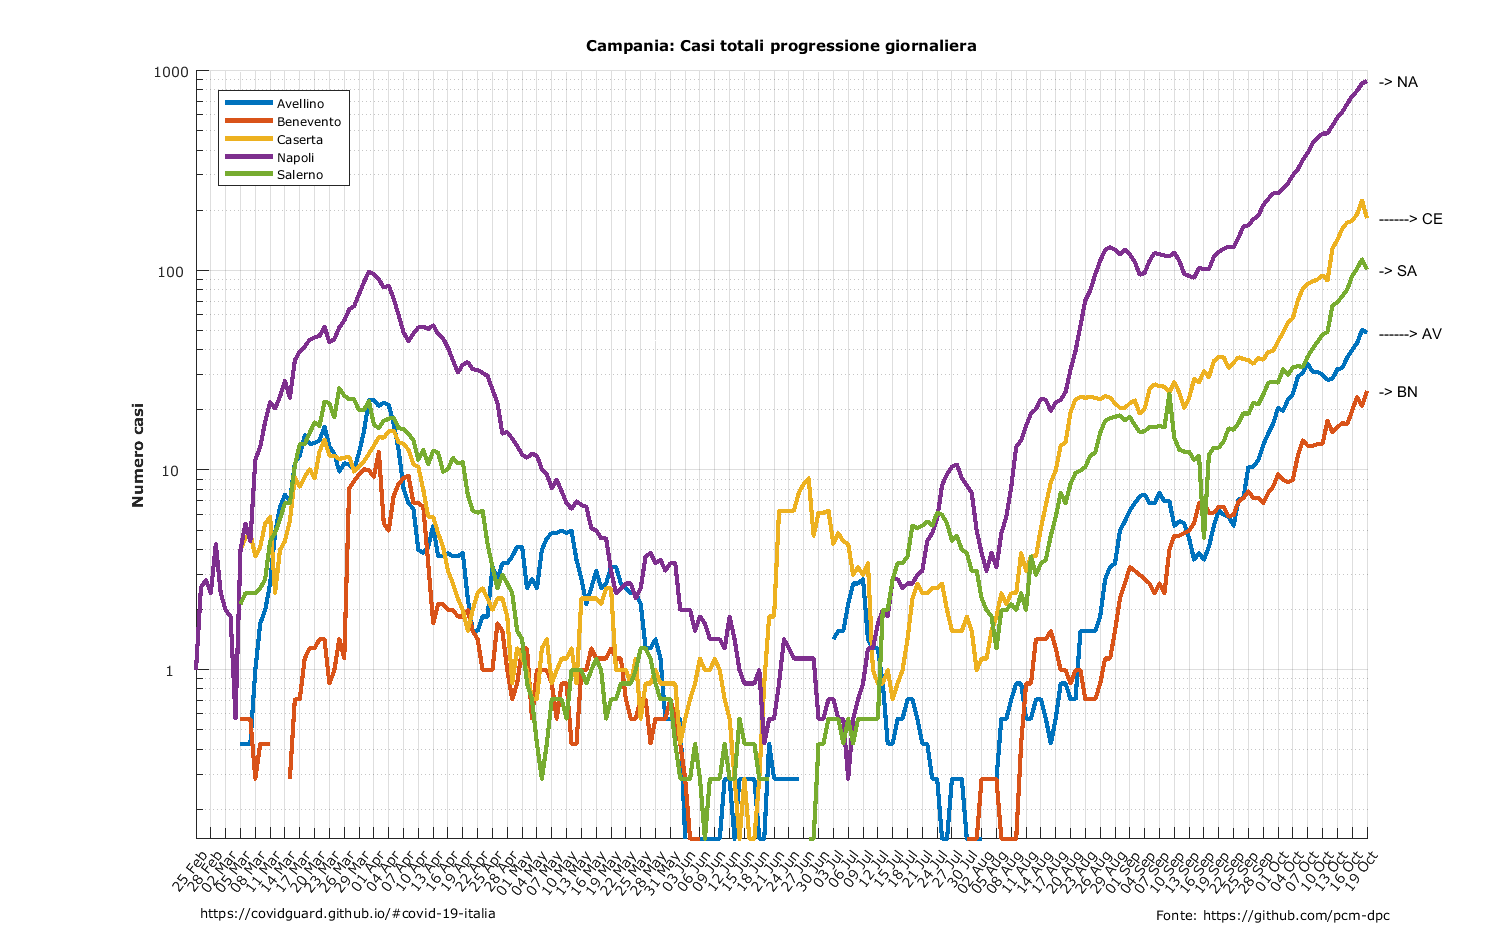 Campania: Casi totali progressione giornaliera
1000
100
10
1
Numero casi
Avellino
Benevento
Caserta
Napoli
Salerno
-> NA
------> CE
-> SA
------> AV
-> BN
25 Feb
28 Feb
02 Mar
05 Mar
08 Mar
11 Mar
14 Mar
17 Mar
20 Mar
23 Mar
26 Mar
29 Mar
01 Apr
04 Apr
07 Apr
10 Apr
13 Apr
16 Apr
19 Apr
22 Apr
25 Apr
28 Apr
01 May
04 May
07 May
10 May
13 May
16 May
19 May
22 May
25 May
28 May
31 May
03 Jun
06 Jun
09 Jun
12 Jun
15 Jun
18 Jun
21 Jun
24 Jun
27 Jun
30 Jun
03 Jul
06 Jul
09 Jul
12 Jul
15 Jul
18 Jul
21 Jul
24 Jul
27 Jul
30 Jul
02 Aug
05 Aug
08 Aug
11 Aug
14 Aug
17 Aug
20 Aug
23 Aug
26 Aug
29 Aug
01 Sep
04 Sep
07 Sep
10 Sep
13 Sep
16 Sep
19 Sep
22 Sep
25 Sep
28 Sep
01 Oct
04 Oct
07 Oct
10 Oct
13 Oct
16 Oct
19 Oct
https://covidguard.github.io/#covid-19-italia
Fonte: https://github.com/pcm-dpc